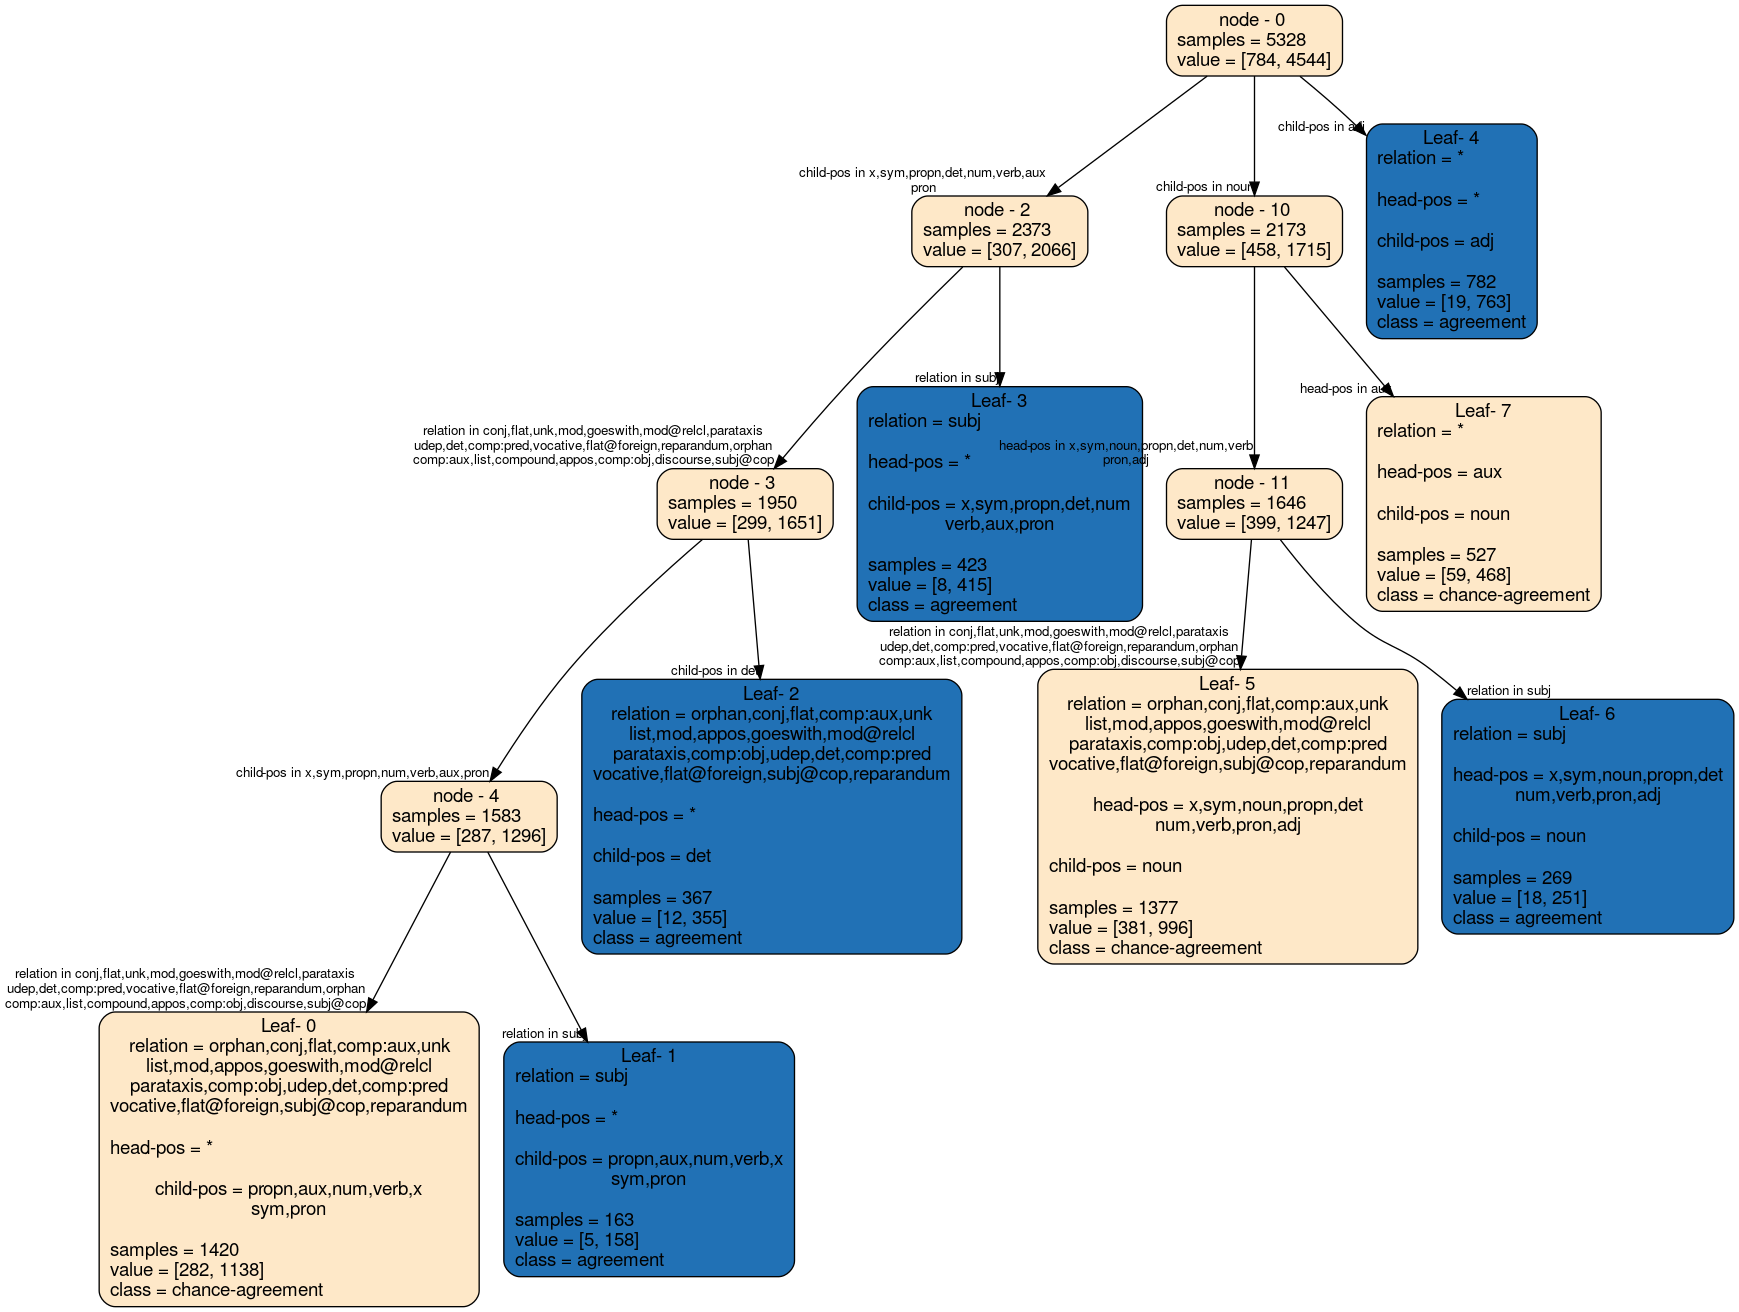 node - 0
samples = 5328
value = [784, 4544]
child-pos in adj
Leaf- 4
relation = *
head-pos = *
child-pos = adj
samples = 782
value = [19, 763]
class = agreement
child-pos in x,sym,propn,det,num,verb,aux
pron
node - 2
samples = 2373
value = [307, 2066]
child-pos in noun
node - 10
samples = 2173
value = [458, 1715]
relation in subj
Leaf- 3
relation = subj
head-pos = *
child-pos = x,sym,propn,det,num
verb,aux,pron
samples = 423
value = [8, 415]
class = agreement
head-pos in aux
Leaf- 7
relation = *
head-pos = aux
child-pos = noun
samples = 527
value = [59, 468]
class = chance-agreement
relation in conj,flat,unk,mod,goeswith,mod@relcl,parataxis
udep,det,comp:pred,vocative,flat@foreign,reparandum,orphan
comp:aux,list,compound,appos,comp:obj,discourse,subj@cop
node - 3
samples = 1950
value = [299, 1651]
head-pos in x,sym,noun,propn,det,num,verb
pron,adj
node - 11
samples = 1646
value = [399, 1247]
child-pos in det
Leaf- 2
relation = orphan,conj,flat,comp:aux,unk
list,mod,appos,goeswith,mod@relcl
parataxis,comp:obj,udep,det,comp:pred
vocative,flat@foreign,subj@cop,reparandum
head-pos = *
child-pos = det
samples = 367
value = [12, 355]
class = agreement
relation in conj,flat,unk,mod,goeswith,mod@relcl,parataxis
udep,det,comp:pred,vocative,flat@foreign,reparandum,orphan
comp:aux,list,compound,appos,comp:obj,discourse,subj@cop
Leaf- 5
relation = orphan,conj,flat,comp:aux,unk
list,mod,appos,goeswith,mod@relcl
parataxis,comp:obj,udep,det,comp:pred
vocative,flat@foreign,subj@cop,reparandum
head-pos = x,sym,noun,propn,det
num,verb,pron,adj
child-pos = noun
samples = 1377
value = [381, 996]
class = chance-agreement
relation in subj
Leaf- 6
relation = subj
head-pos = x,sym,noun,propn,det
num,verb,pron,adj
child-pos = noun
samples = 269
value = [18, 251]
class = agreement
child-pos in x,sym,propn,num,verb,aux,pron
node - 4
samples = 1583
value = [287, 1296]
relation in conj,flat,unk,mod,goeswith,mod@relcl,parataxis
udep,det,comp:pred,vocative,flat@foreign,reparandum,orphan
comp:aux,list,compound,appos,comp:obj,discourse,subj@cop
Leaf- 0
relation = orphan,conj,flat,comp:aux,unk
list,mod,appos,goeswith,mod@relcl
parataxis,comp:obj,udep,det,comp:pred
vocative,flat@foreign,subj@cop,reparandum
head-pos = *
child-pos = propn,aux,num,verb,x
sym,pron
samples = 1420
value = [282, 1138]
class = chance-agreement
relation in subj
Leaf- 1
relation = subj
head-pos = *
child-pos = propn,aux,num,verb,x
sym,pron
samples = 163
value = [5, 158]
class = agreement